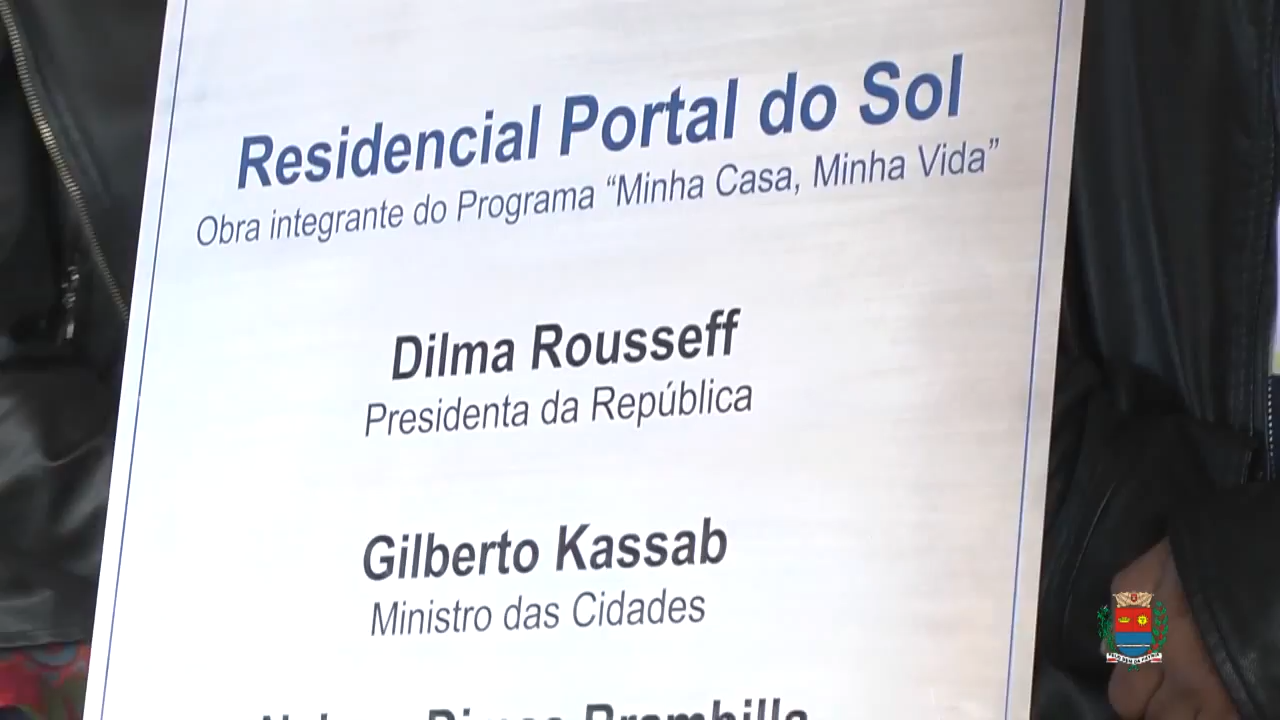 Residencial Portal do Sol
Obra integrante do Programa “Minha Casa, Minha Vida”
Dilma Rousseff
Presidenta da República
Gilberto Kassab
Ministro das Cidades